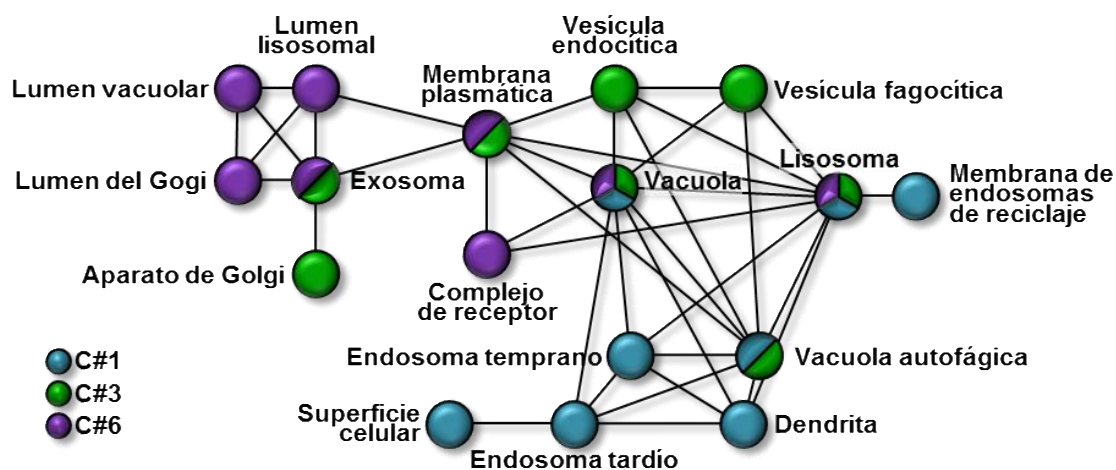 Lumen
lisosomal
Vesícula
endocítica
Membrana
plasmática
Lumen vacuolar
Vesícula fagocítica
Lisosoma
Lumen del Gogi
Exosoma
Vacuola
Membrana de
endosomas
de reciclaje
Aparato de Golgi
Complejo
de receptor
Endosoma temprano
Vacuola autofágica
C#1
C#3
C#6
Superficie
celular
Dendrita
Endosoma tardío